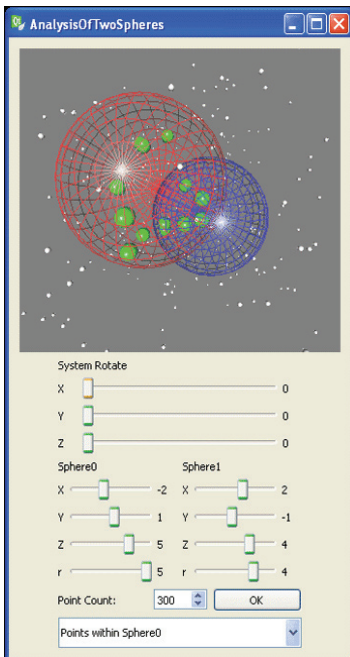 AnalysisOfTwoSpheres
System Rotate
X 0
Y 0
Z 0
Sphere0 Sphere1
X -2 X 2
Y 1 Y -1
Z 5 Z 4
r 5 r 4
Point Count: 300 OK
Points within Sphere0